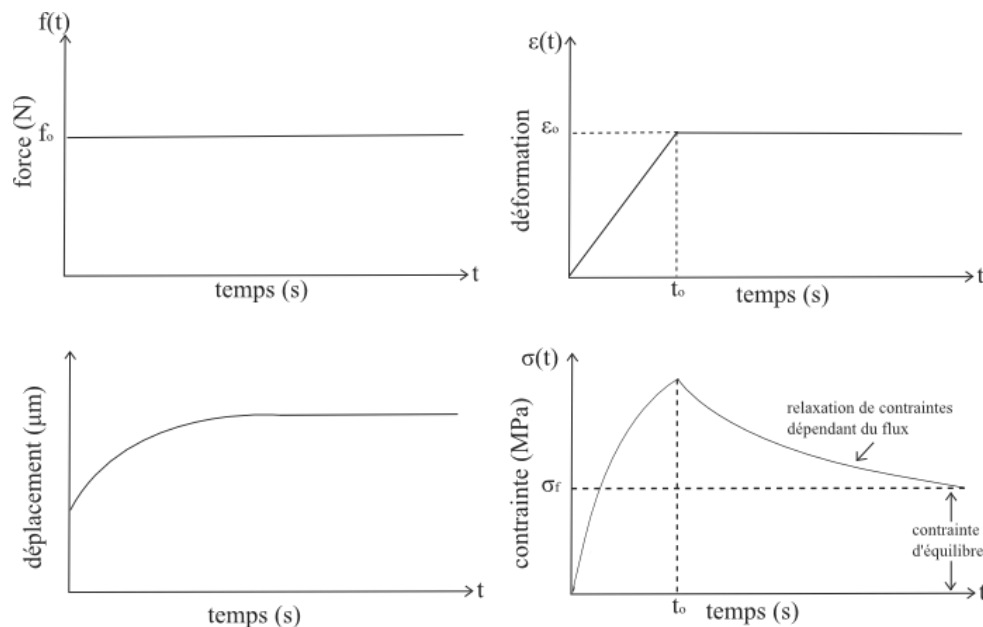 f(t)
force (N)
fₒ
t
temps (s)
ε(t)
déformation
εₒ
tₒ
temps (s)
t
déplacement (μm)
t
temps (s)
σ(t)
contrainte (MPa)
relaxation de contraintes
dépendant du flux
σf
contrainte
d'équilibre
tₒ
temps (s)
t